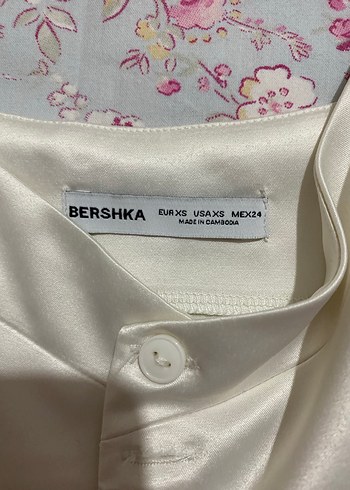 BERSHKA EUR XS USA XS MEX 24
MADE IN CAMBODIA